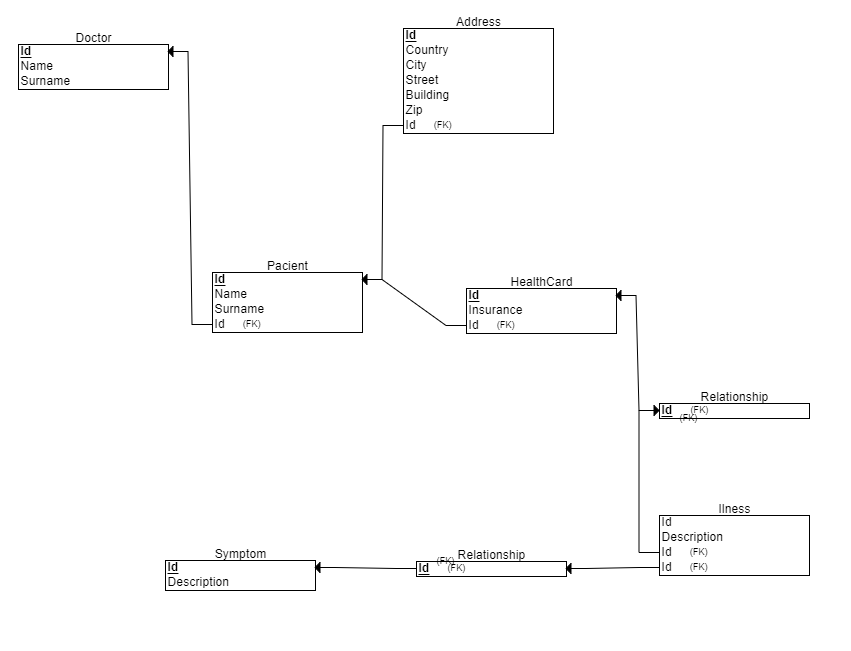 Doctor
Id
Name
Surname
Address
Id
Country
City
Street
Building
Zip
Id (FK)
Pacient
Id
Name
Surname
Id (FK)
HealthCard
Id
Insurance
Id (FK)
Relationship
Id (FK)
(FK)
Ilness
Id
Description
Id (FK)
Id (FK)
Symptom
Id
Description
Relationship
(FK)
Id (FK)